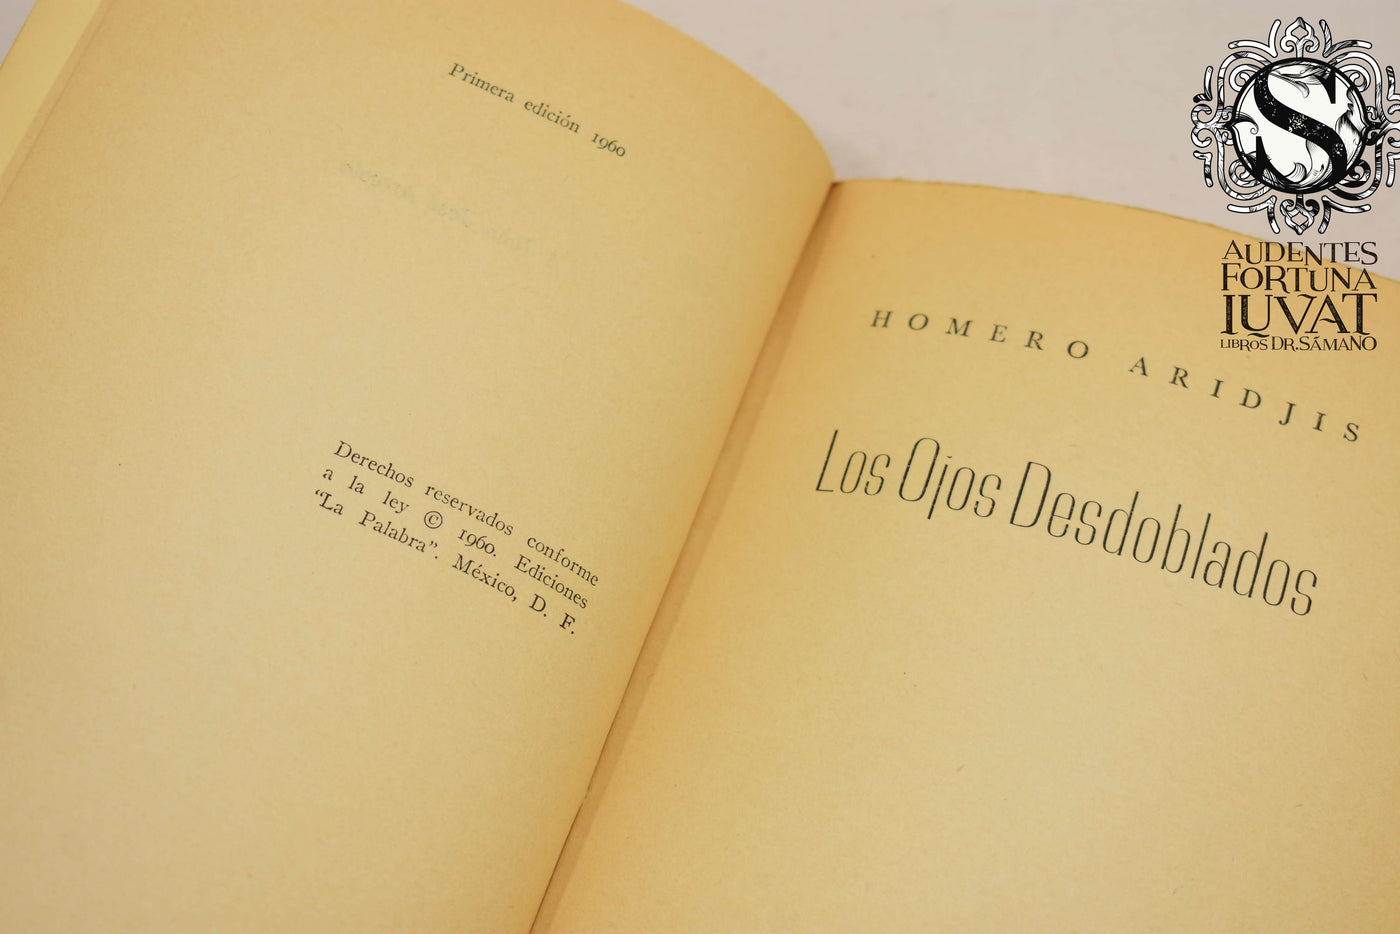 Primera edición 1960
Derechos reservados conforme
a la ley © 1960. Ediciones
“La Palabra”. México, D. F.
HOMERO ARIDJIS
Los Ojos Desdoblados
S
AUDENTES
FORTUNA
IUVAT
LIBROS DR. SÁMANO